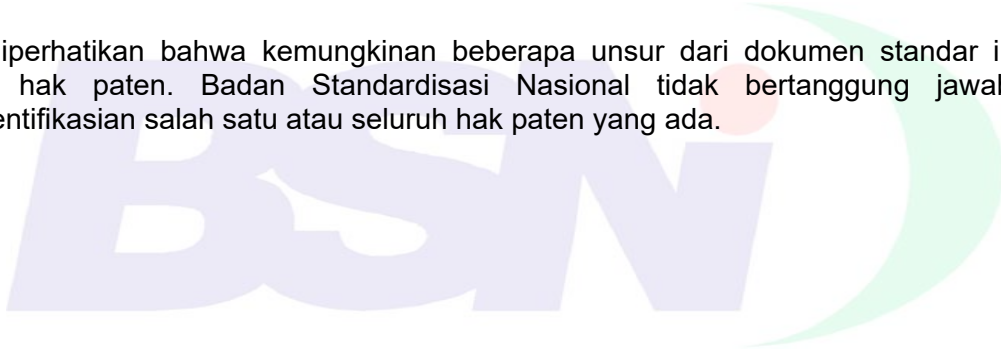 iperhatikan bahwa kemungkinan beberapa unsur dari dokumen standar i
hak paten. Badan Standardisasi Nasional tidak bertanggung jawa
entifikasian salah satu atau seluruh hak paten yang ada.
BSN